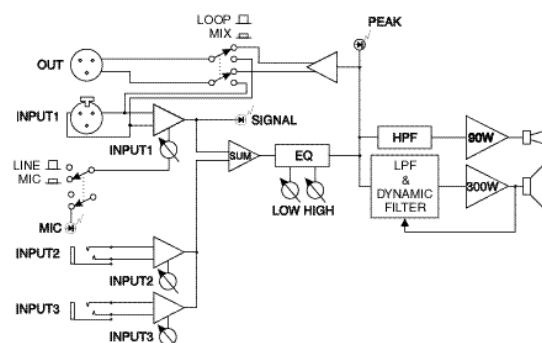 PEAK
LOOP
MIX
OUT
INPUT1
SIGNAL
INPUT1
LINE
MIC
MIC
SUM
EQ
LOW HIGH
HPF
90W
LPF
&
DYNAMIC
FILTER
300W
INPUT2
INPUT2
INPUT3
INPUT3